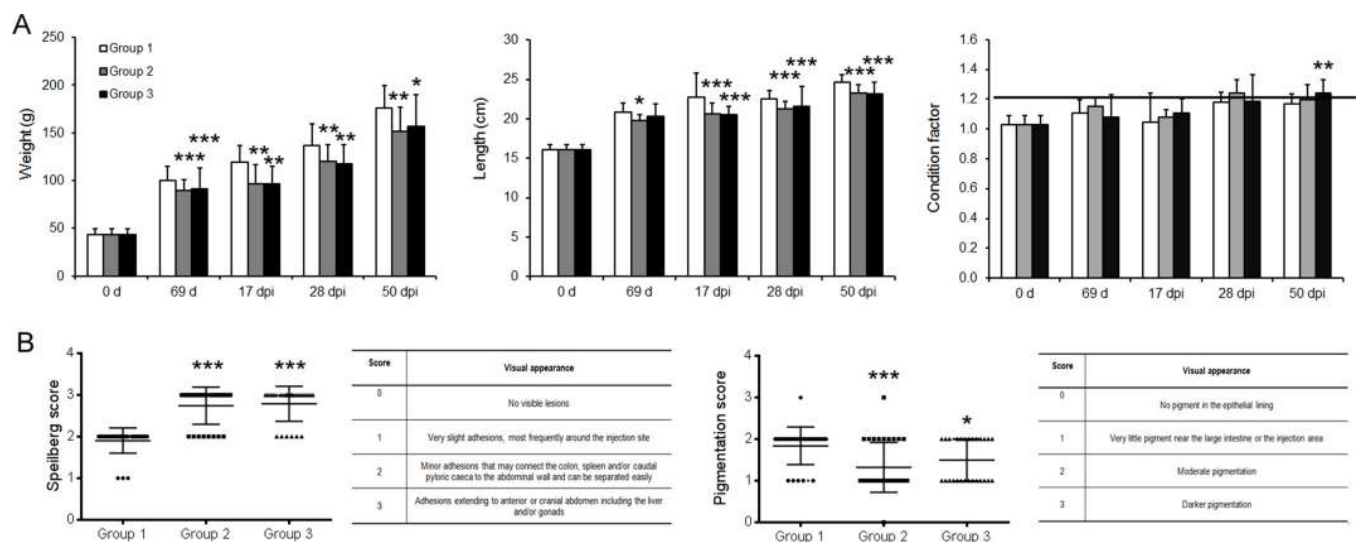 A
Weight (g)
250
200
150
100
50
0
Group 1
Group 2
Group 3
***
***
**
**
**
**
**
*
0 d
69 d
17 dpi
28 dpi
50 dpi
Length (cm)
30
25
20
15
10
5
0
*
***
***
***
***
***
***
0 d
69 d
17 dpi
28 dpi
50 dpi
Condition factor
1.6
1.4
1.2
1.0
0.8
0.6
0.4
0.2
0.0
**
0 d
69 d
17 dpi
28 dpi
50 dpi
B
Speilberg score
4
3
2
1
0
***
***
Group 1
Group 2
Group 3
Score
Visual appearance
0
No visible lesions
1
Very slight adhesions, most frequently around the injection site
2
Minor adhesions that may connect the colon, spleen and/or caudal
pyloric caeca to the abdominal wall and can be separated easily
3
Adhesions extending to anterior or cranial abdomen including the liver
and/or gonads
Pigmentation score
4
3
2
1
0
***
*
Group 1
Group 2
Group 3
Score
Visual appearance
0
No pigment in the epithelial lining
1
Very little pigment near the large intestine or the injection area
2
Moderate pigmentation
3
Darker pigmentation